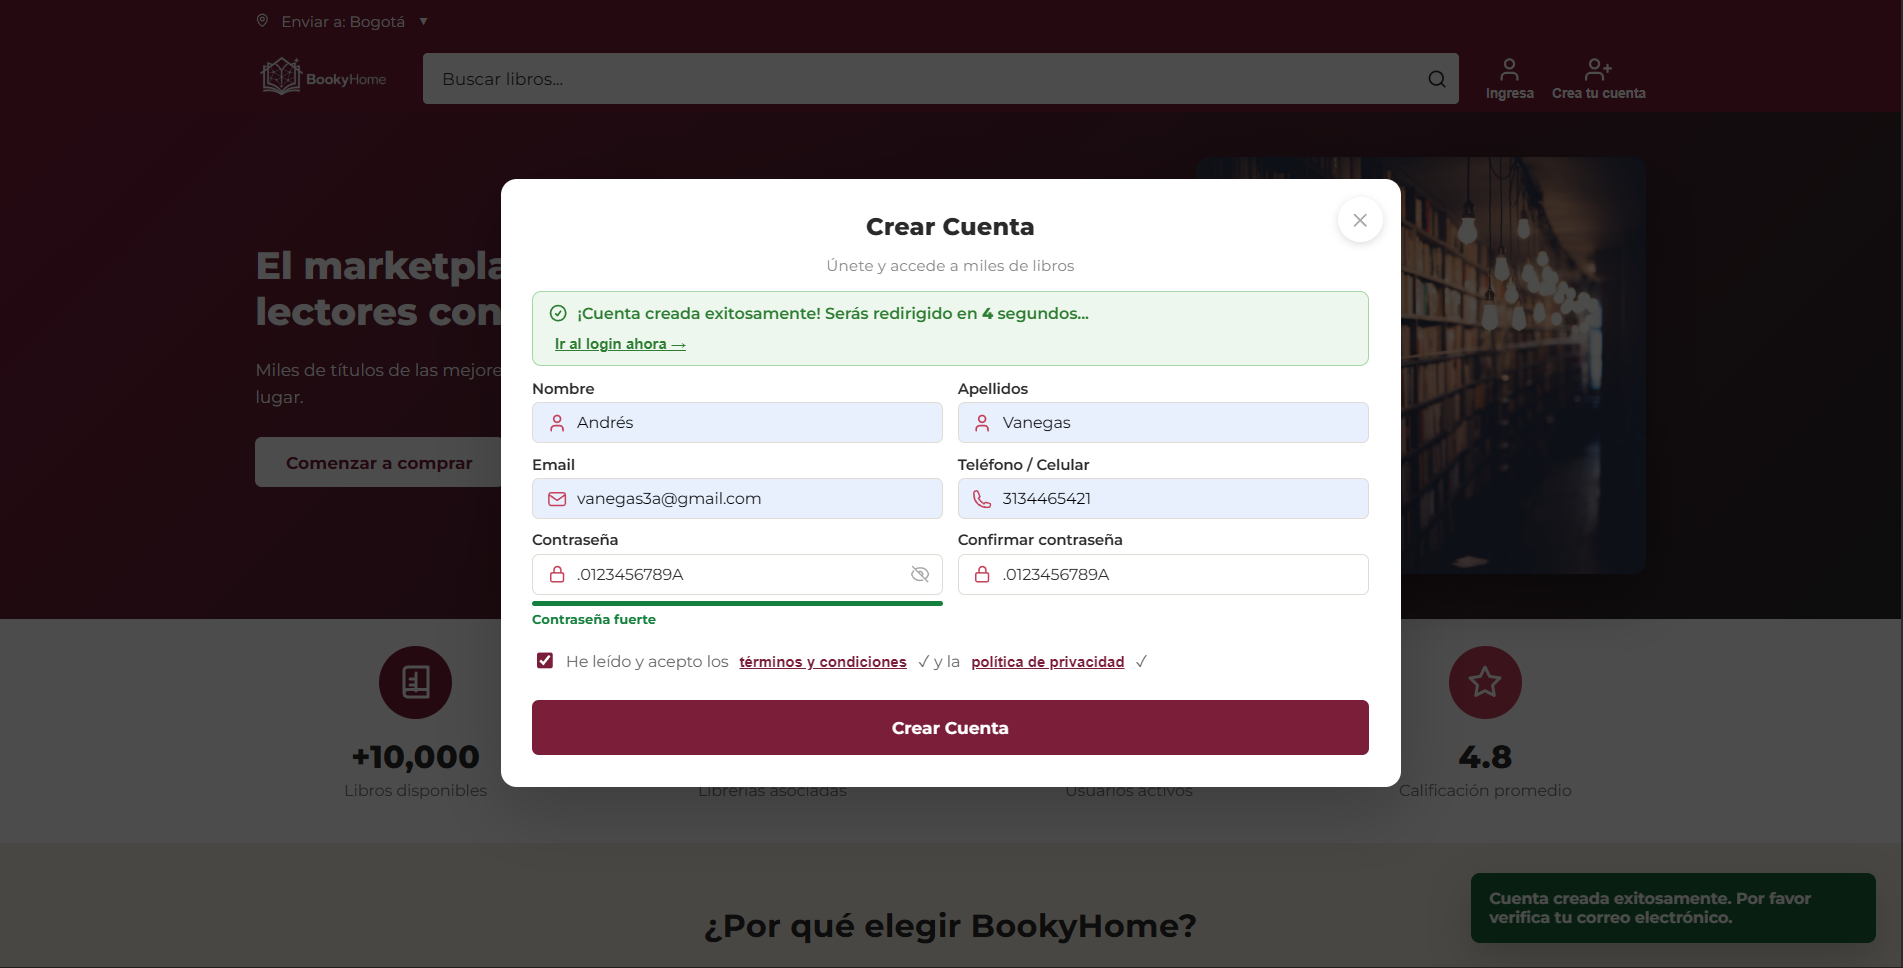 Enviar a: Bogotá ▼
BookyHome
Buscar libros...
Ingresa
Crea tu cuenta
El marketpla
lectores con
Miles de títulos de las mejore
lugar.
Comenzar a comprar
Crear Cuenta
Únete y accede a miles de libros
¡Cuenta creada exitosamente! Serás redirigido en 4 segundos...
Ir al login ahora →
Nombre
Apellidos
Andrés
Vanegas
Email
Teléfono / Celular
vanegas3a@gmail.com
3134465421
Contraseña
Confirmar contraseña
.0123456789A
.0123456789A
Contraseña fuerte
He leído y acepto los términos y condiciones ✓ y la política de privacidad ✓
Crear Cuenta
+10,000
Libros disponibles
Librerías asociadas
Usuarios activos
4.8
Calificación promedio
¿Por qué elegir BookyHome?
Cuenta creada exitosamente. Por favor
verifica tu correo electrónico.